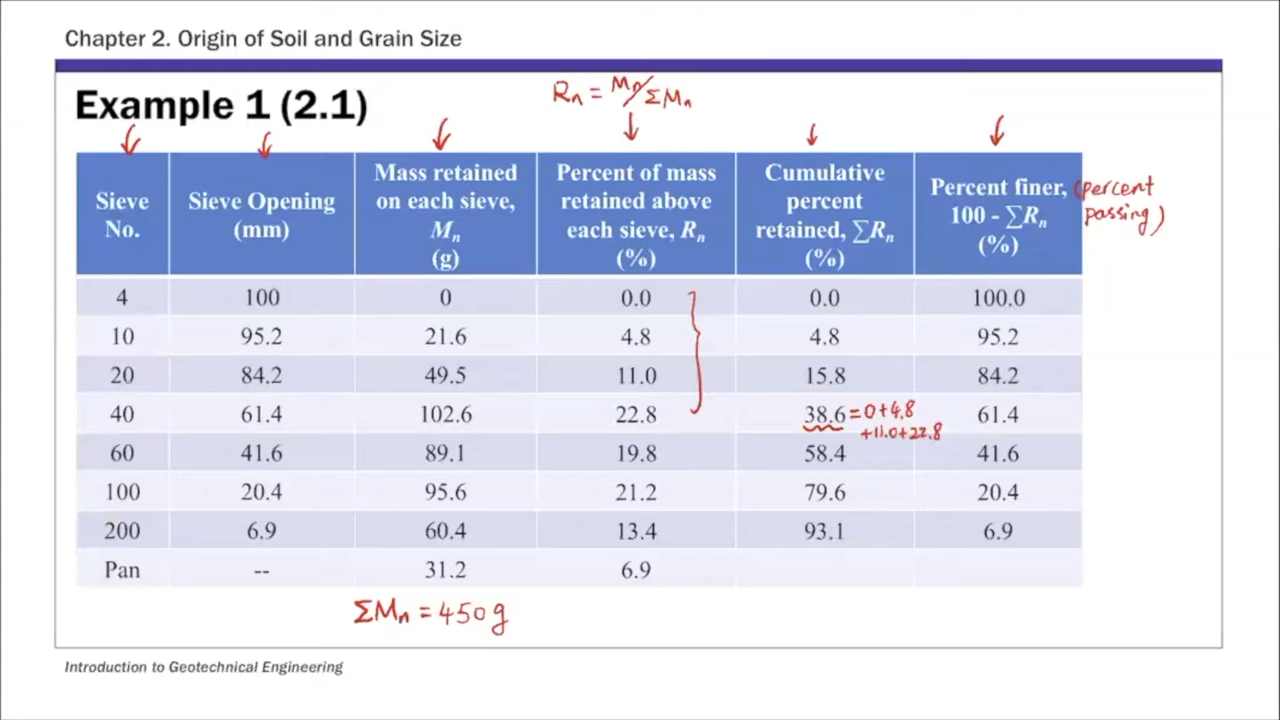 Chapter 2. Origin of Soil and Grain Size
Example 1 (2.1)
Rn = Mn/ΣMn
Sieve No.
Sieve Opening (mm)
Mass retained on each sieve, Mn (g)
Percent of mass retained above each sieve, Rn (%)
Cumulative percent retained, ∑Rn (%)
Percent finer, 100 - ∑Rn (%)
(percent passing)
4 100 0 0.0 0.0 100.0
10 95.2 21.6 4.8 4.8 95.2
20 84.2 49.5 11.0 15.8 84.2
40 61.4 102.6 22.8 38.6 =0+4.8 61.4
+11.0+22.8
60 41.6 89.1 19.8 58.4 41.6
100 20.4 95.6 21.2 79.6 20.4
200 6.9 60.4 13.4 93.1 6.9
Pan -- 31.2 6.9
ΣMn = 450g
Introduction to Geotechnical Engineering